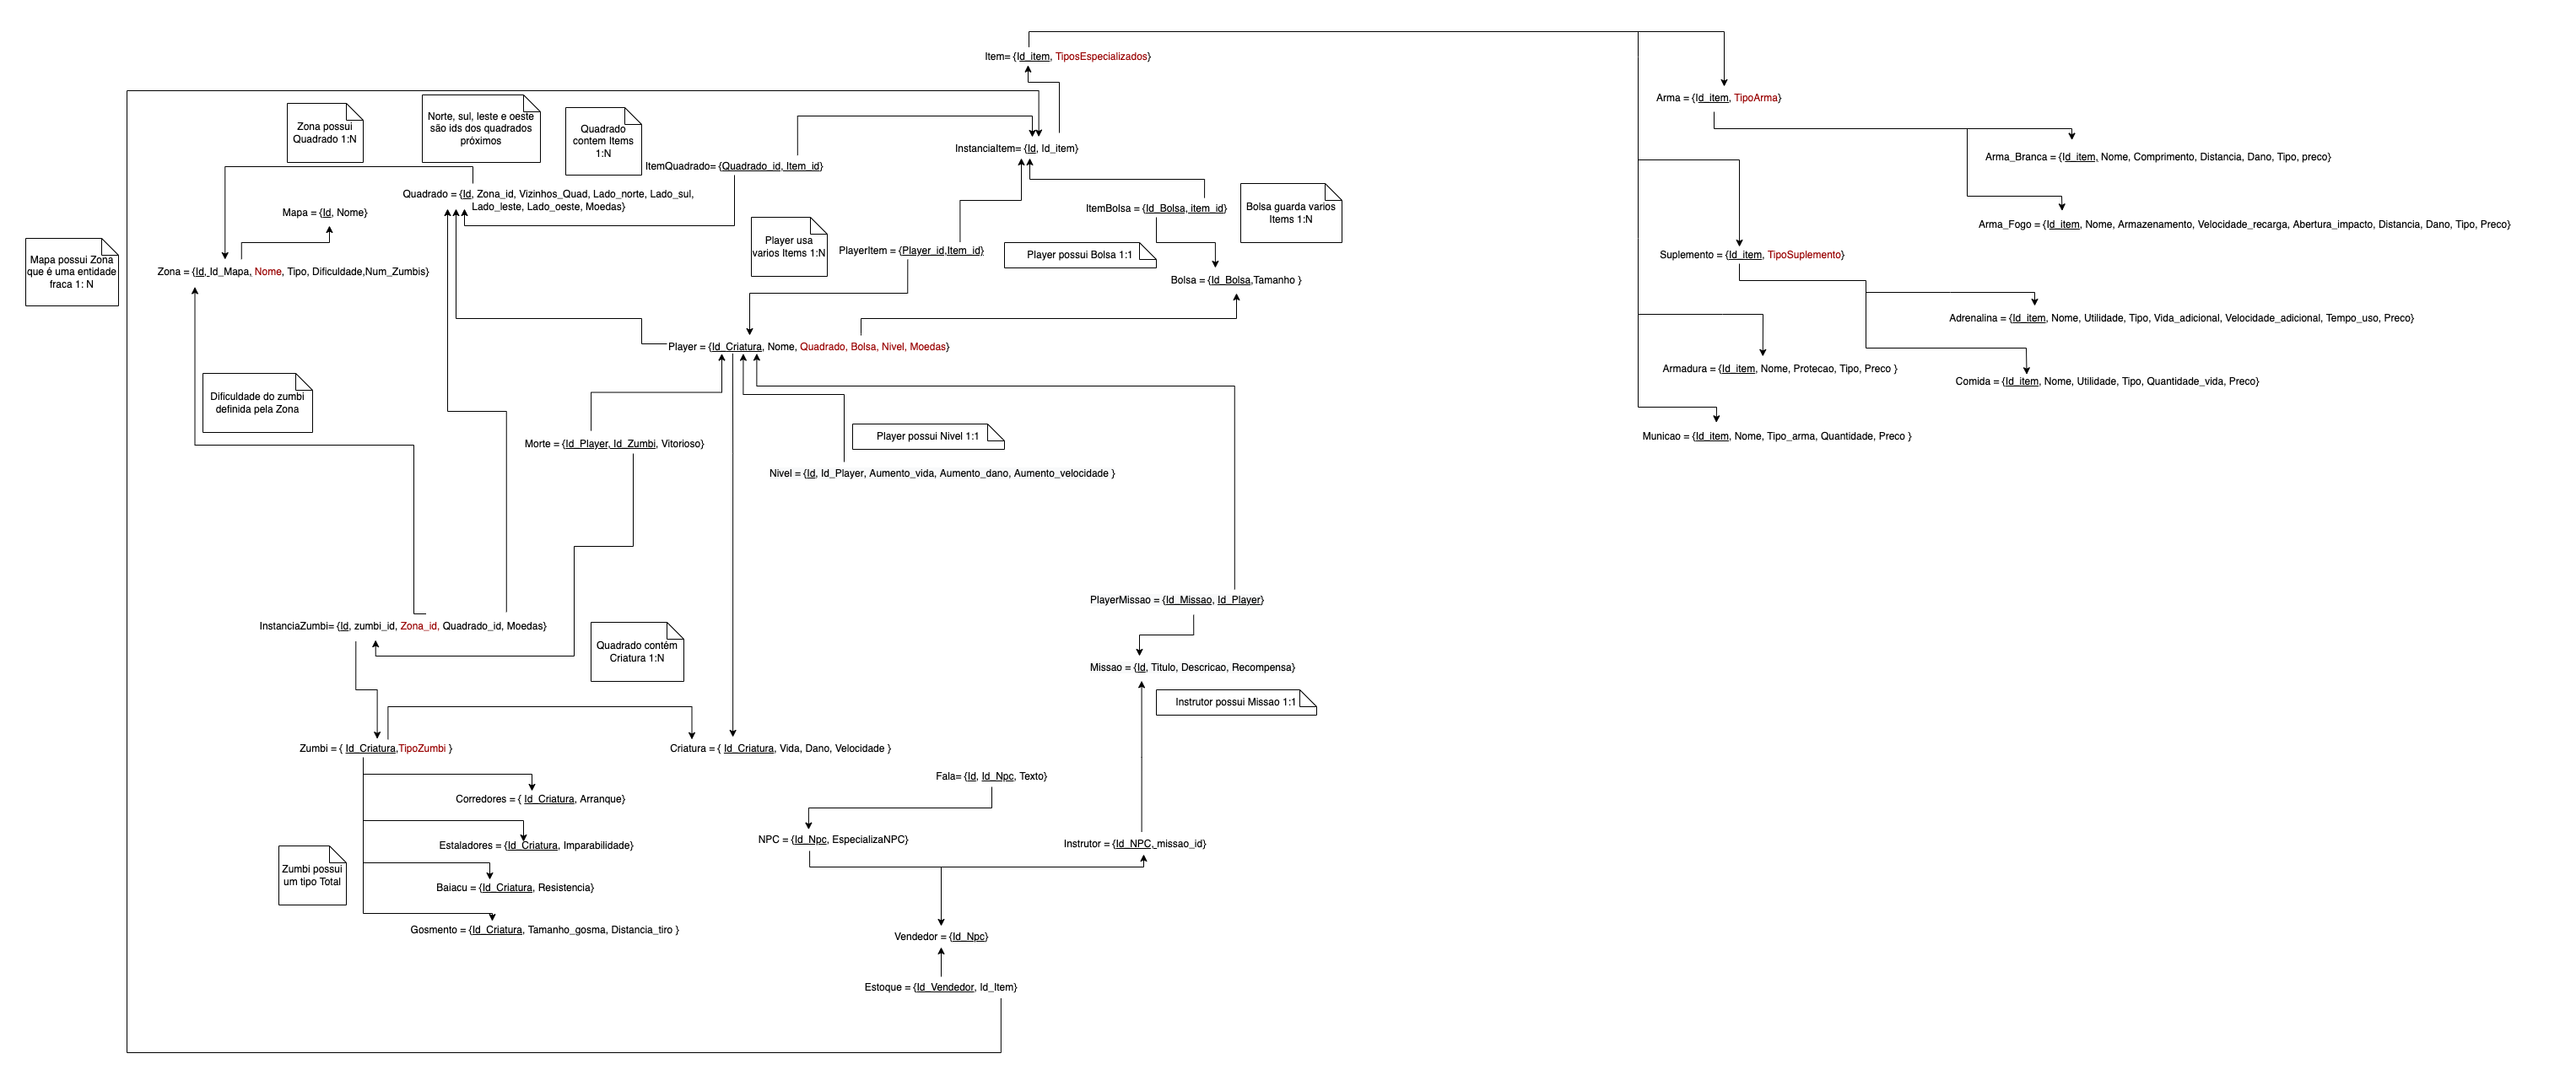 Item= {Id_item, TiposEspecializados}
Arma = {Id_item, TipoArma}
Zona possui
Quadrado 1:N
Norte, sul, leste e oeste
são ids dos quadrados
próximos
Quadrado
contem Items
1:N
InstanciaItem= {Id, Id_item}
Arma_Branca = {Id_item, Nome, Comprimento, Distancia, Dano, Tipo, preco}
ItemQuadrado= {Quadrado_id, Item_id}
Quadrado = {Id, Zona_id, Vizinhos_Quad, Lado_norte, Lado_sul,
Lado_leste, Lado_oeste, Moedas}
Mapa = {Id, Nome}
ItemBolsa = {Id_Bolsa, item_id}
Bolsa guarda varios
Items 1:N
Arma_Fogo = {Id_item, Nome, Armazenamento, Velocidade_recarga, Abertura_impacto, Distancia, Dano, Tipo, Preco}
Player usa
varios Items 1:N
PlayerItem = {Player_id,Item_id}
Player possui Bolsa 1:1
Suplemento = {Id_item, TipoSuplemento}
Mapa possui Zona
que é uma entidade
fraca 1: N
Zona = {Id, Id_Mapa, Nome, Tipo, Dificuldade,Num_Zumbis}
Bolsa = {Id_Bolsa,Tamanho }
Adrenalina = {Id_item, Nome, Utilidade, Tipo, Vida_adicional, Velocidade_adicional, Tempo_uso, Preco}
Player = {Id_Criatura, Nome, Quadrado, Bolsa, Nivel, Moedas}
Armadura = {Id_item, Nome, Protecao, Tipo, Preco }
Comida = {Id_item, Nome, Utilidade, Tipo, Quantidade_vida, Preco}
Dificuldade do zumbi
definida pela Zona
Morte = {Id_Player, Id_Zumbi, Vitorioso}
Player possui Nivel 1:1
Municao = {Id_item, Nome, Tipo_arma, Quantidade, Preco }
Nivel = {Id, Id_Player, Aumento_vida, Aumento_dano, Aumento_velocidade }
PlayerMissao = {Id_Missao, Id_Player}
InstanciaZumbi= {Id, zumbi_id, Zona_id, Quadrado_id, Moedas}
Quadrado contém
Criatura 1:N
Missao = {Id, Titulo, Descricao, Recompensa}
Instrutor possui Missao 1:1
Zumbi = { Id_Criatura,TipoZumbi }
Criatura = { Id_Criatura, Vida, Dano, Velocidade }
Fala= {Id, Id_Npc, Texto}
Corredores = { Id_Criatura, Arranque}
NPC = {Id_Npc, EspecializaNPC}
Instrutor = {Id_NPC, missao_id}
Estaladores = {Id_Criatura, Imparabilidade}
Zumbi possui
um tipo Total
Baiacu = {Id_Criatura, Resistencia}
Gosmento = {Id_Criatura, Tamanho_gosma, Distancia_tiro }
Vendedor = {Id_Npc}
Estoque = {Id_Vendedor, Id_Item}